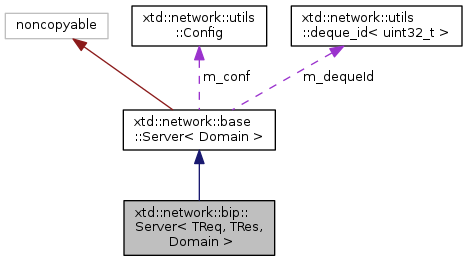 noncopyable
xtd::network::utils
::Config
xtd::network::utils
::deque_id< uint32_t >
m_conf
m_dequeId
xtd::network::base
::Server< Domain >
xtd::network::bip::
Server< TReq, TRes,
Domain >